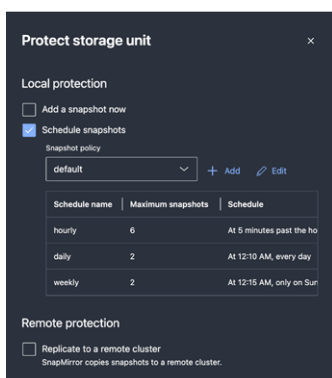 Protect storage unit
Local protection
Add a snapshot now
Schedule snapshots
Snapshot policy
default
Add
Edit
Schedule name Maximum snapshots Schedule
hourly 6 At 5 minutes past the ho
daily 2 At 12:10 AM, every day
weekly 2 At 12:15 AM, only on Sun
Remote protection
Replicate to a remote cluster
SnapMirror copies snapshots to a remote cluster.